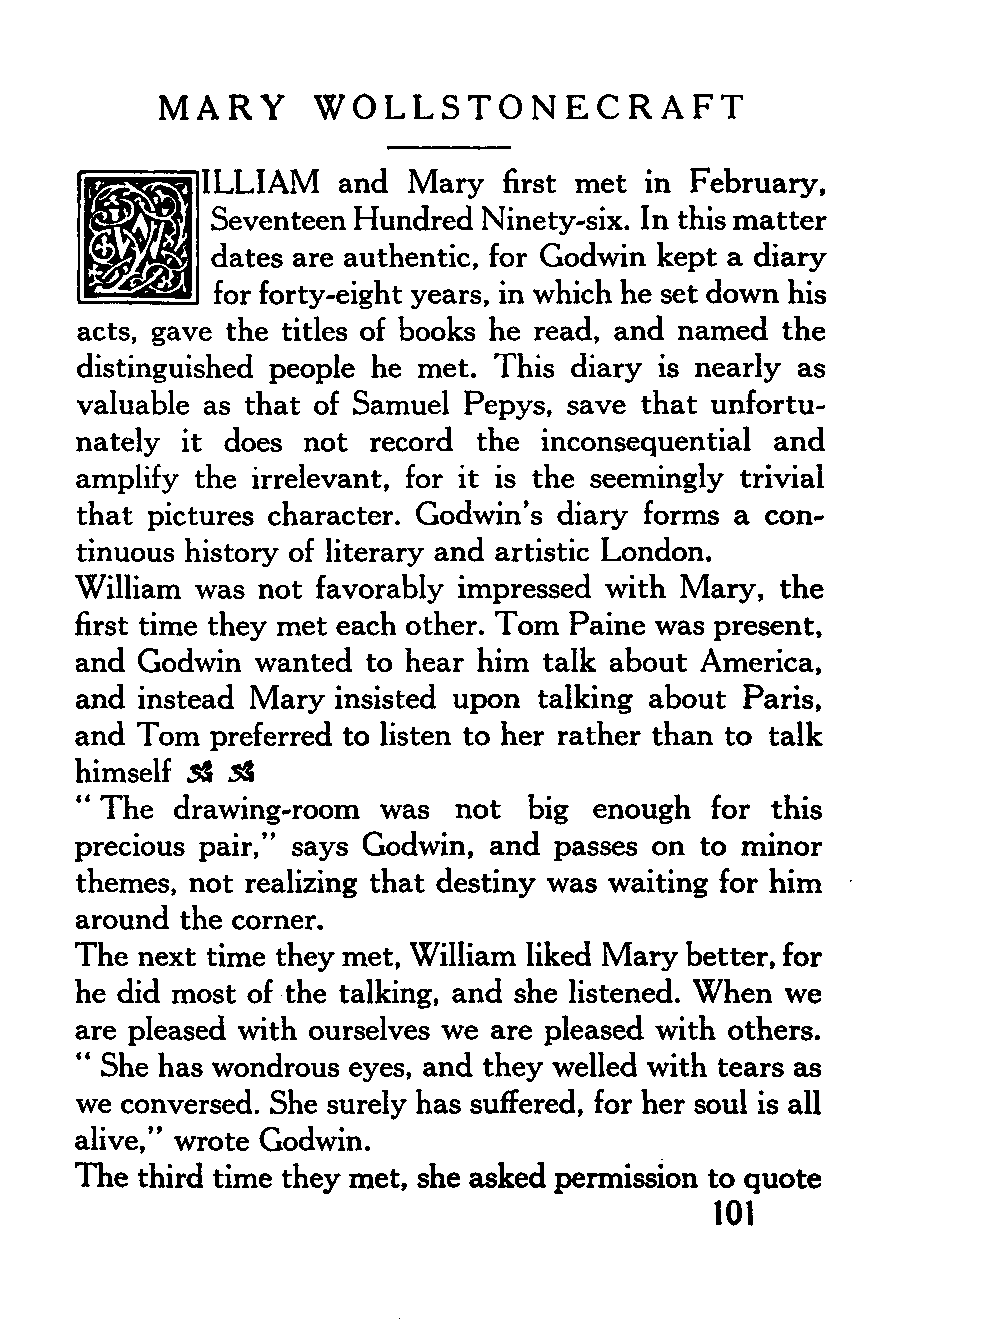 MARY WOLLSTONECRAFT
WILLIAM and Mary first met in February,
Seventeen Hundred Ninety-six. In this matter
dates are authentic, for Godwin kept a diary
for forty-eight years, in which he set down his
acts, gave the titles of books he read, and named the
distinguished people he met. This diary is nearly as
valuable as that of Samuel Pepys, save that unfortu-
nately it does not record the inconsequential and
amplify the irrelevant, for it is the seemingly trivial
that pictures character. Godwin's diary forms a con-
tinuous history of literary and artistic London.
William was not favorably impressed with Mary, the
first time they met each other. Tom Paine was present,
and Godwin wanted to hear him talk about America,
and instead Mary insisted upon talking about Paris,
and Tom preferred to listen to her rather than to talk
himself
" The drawing-room was not big enough for this
precious pair," says Godwin, and passes on to minor
themes, not realizing that destiny was waiting for him
around the corner.
The next time they met, William liked Mary better, for
he did most of the talking, and she listened. When we
are pleased with ourselves we are pleased with others.
" She has wondrous eyes, and they welled with tears as
we conversed. She surely has suffered, for her soul is all
alive," wrote Godwin.
The third time they met, she asked permission to quote
101